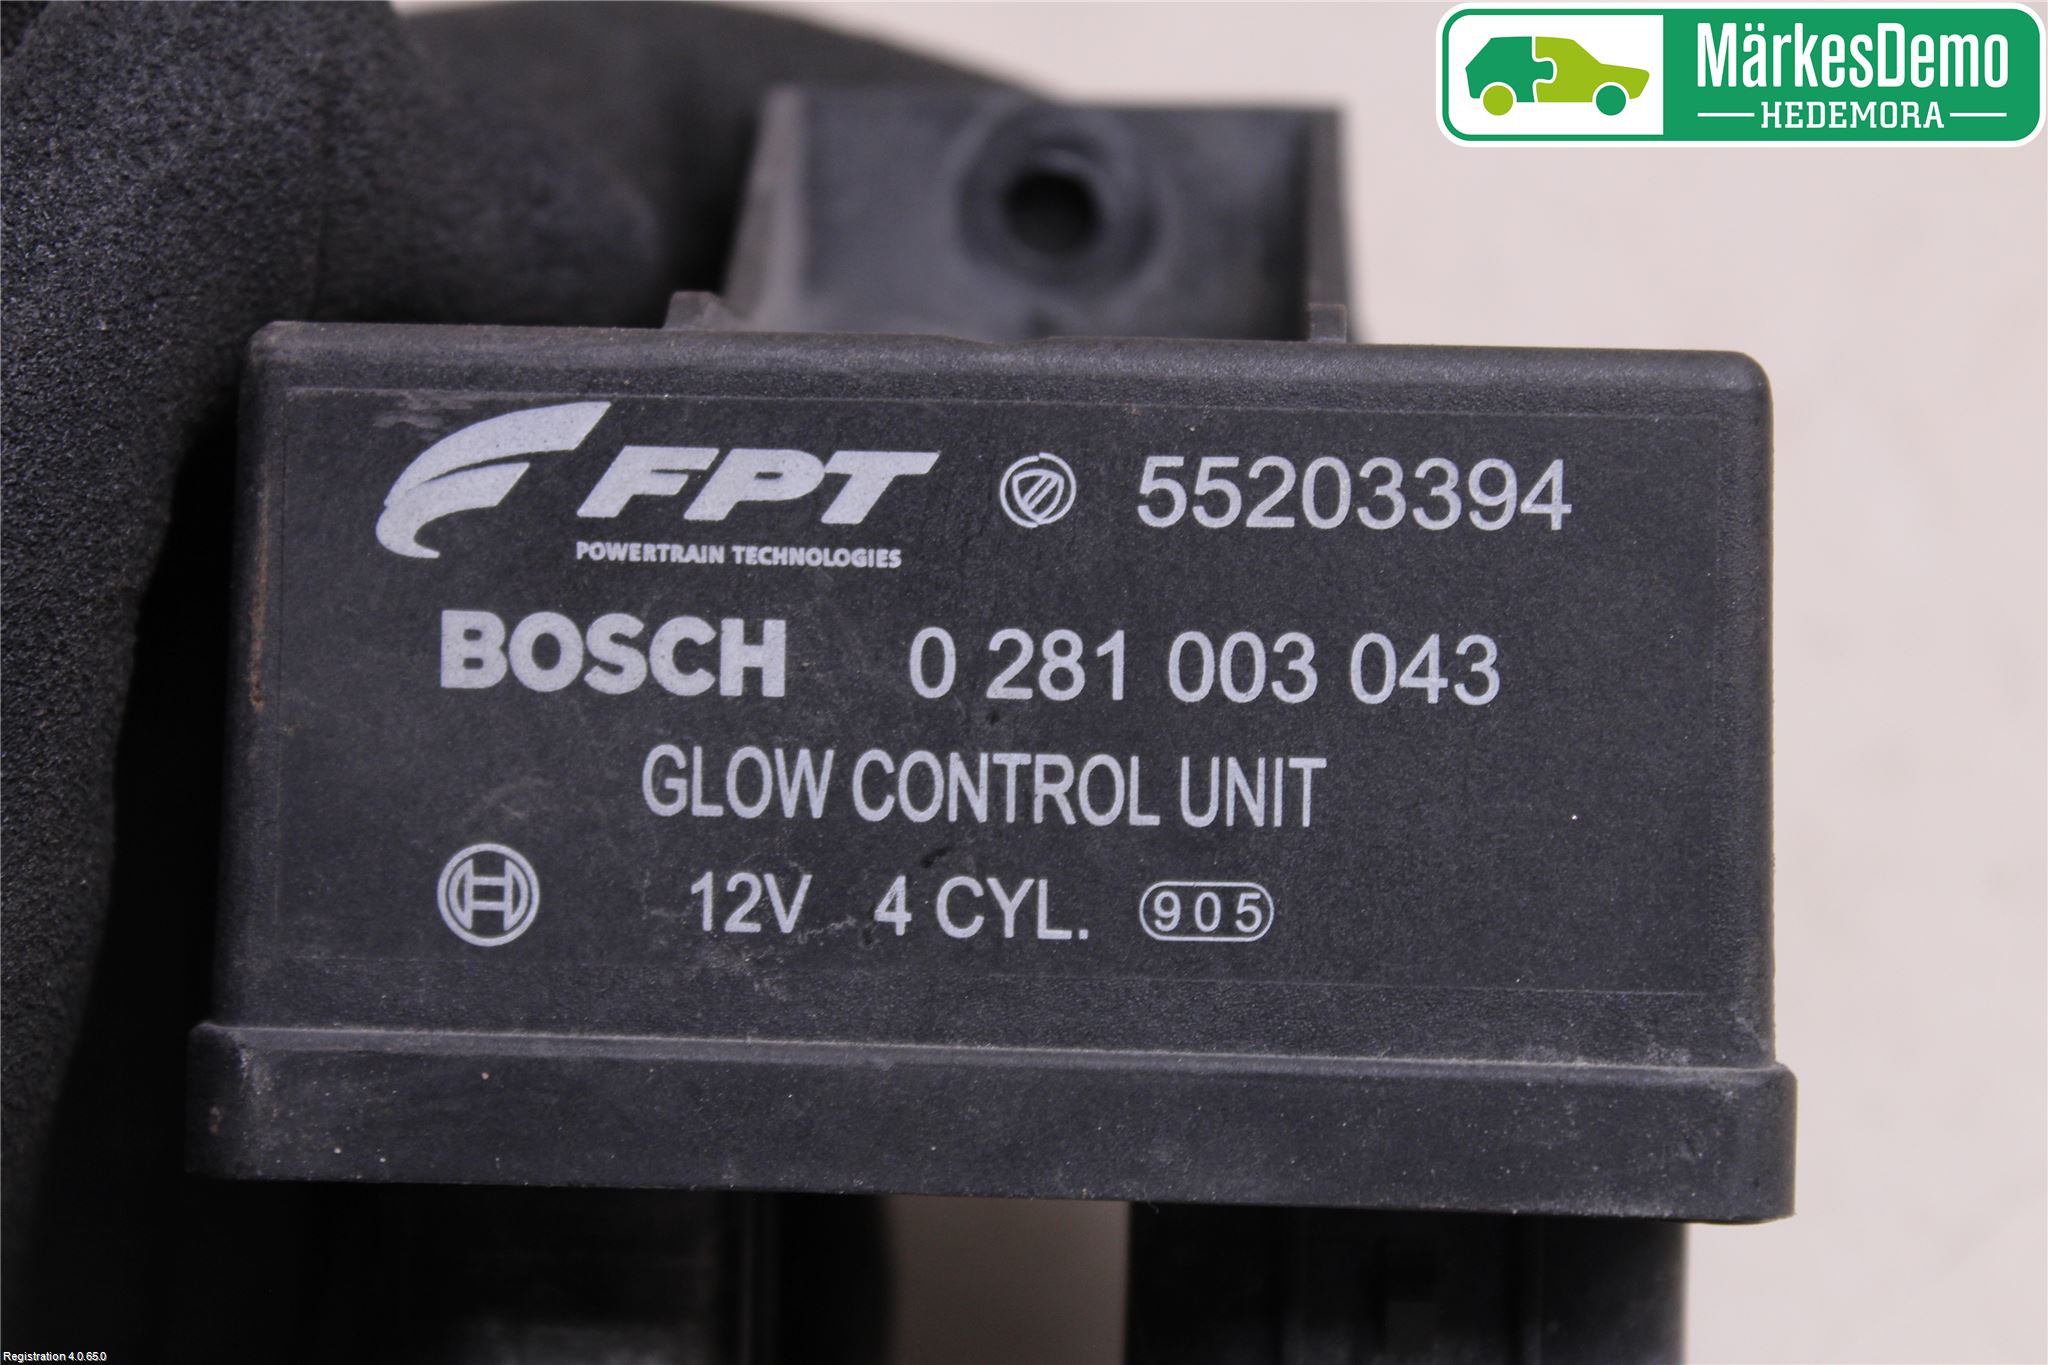 MärkesDemo
HEDEMORA
FPT 55203394
POWERTRAIN TECHNOLOGIES
BOSCH 0 281 003 043
GLOW CONTROL UNIT
12V 4 CYL. 905
Registration 4.0.65.0